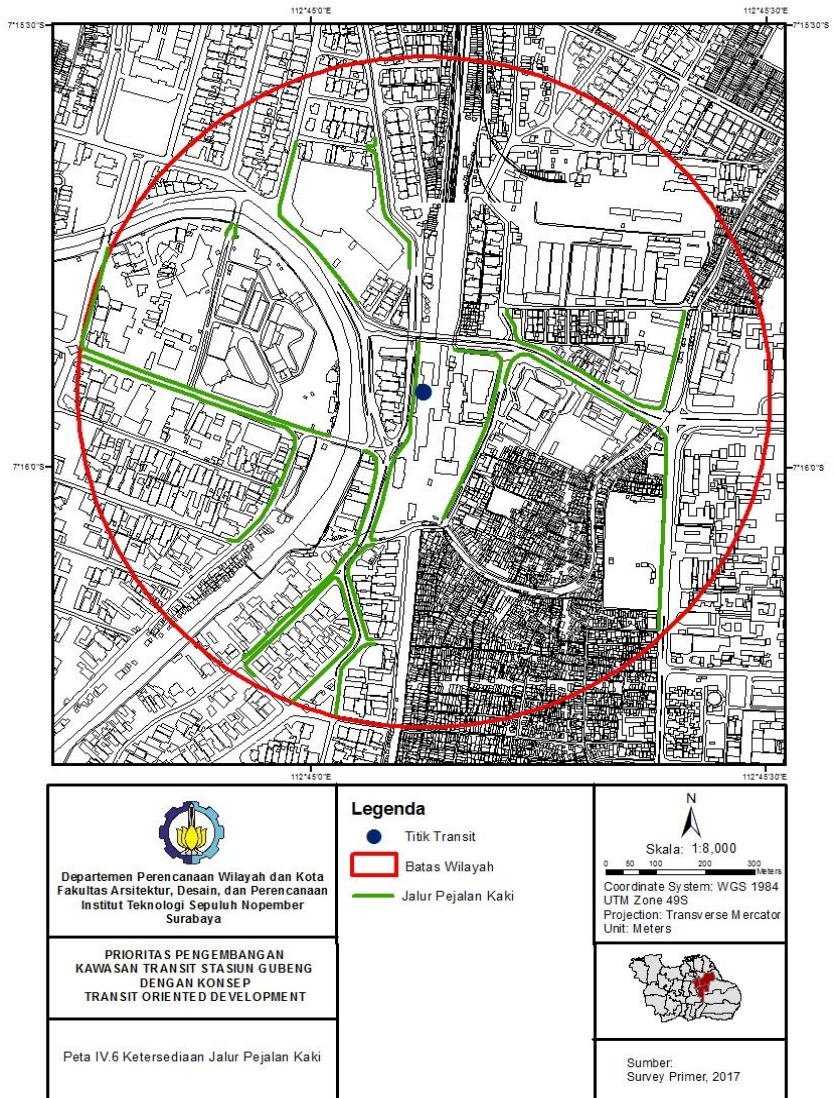 112°45'0"E
112°45'30"E
7°15'30"S
7°15'30"S
7°16'0"S
7°16'0"S
112°45'0"E
112°45'30"E
Departemen Perencanaan Wilayah dan Kota
Fakultas Arsitektur, Desain, dan Perencanaan
Institut Teknologi Sepuluh Nopember
Surabaya
PRIORITAS PENGEMBANGAN
KAWASAN TRANSIT STASIUN GUBENG
DENGAN KONSEP
TRANSIT ORIENTED DEVELOPMENT
Peta IV.6 Ketersediaan Jalur Pejalan Kaki
Legenda
Titik Transit
Batas Wilayah
Jalur Pejalan Kaki
N
Skala: 1:8,000
0 50 100 200 300
Meters
Coordinate System: WGS 1984
UTM Zone 49S
Projection: Transverse Mercator
Unit: Meters
Sumber:
Survey Primer, 2017